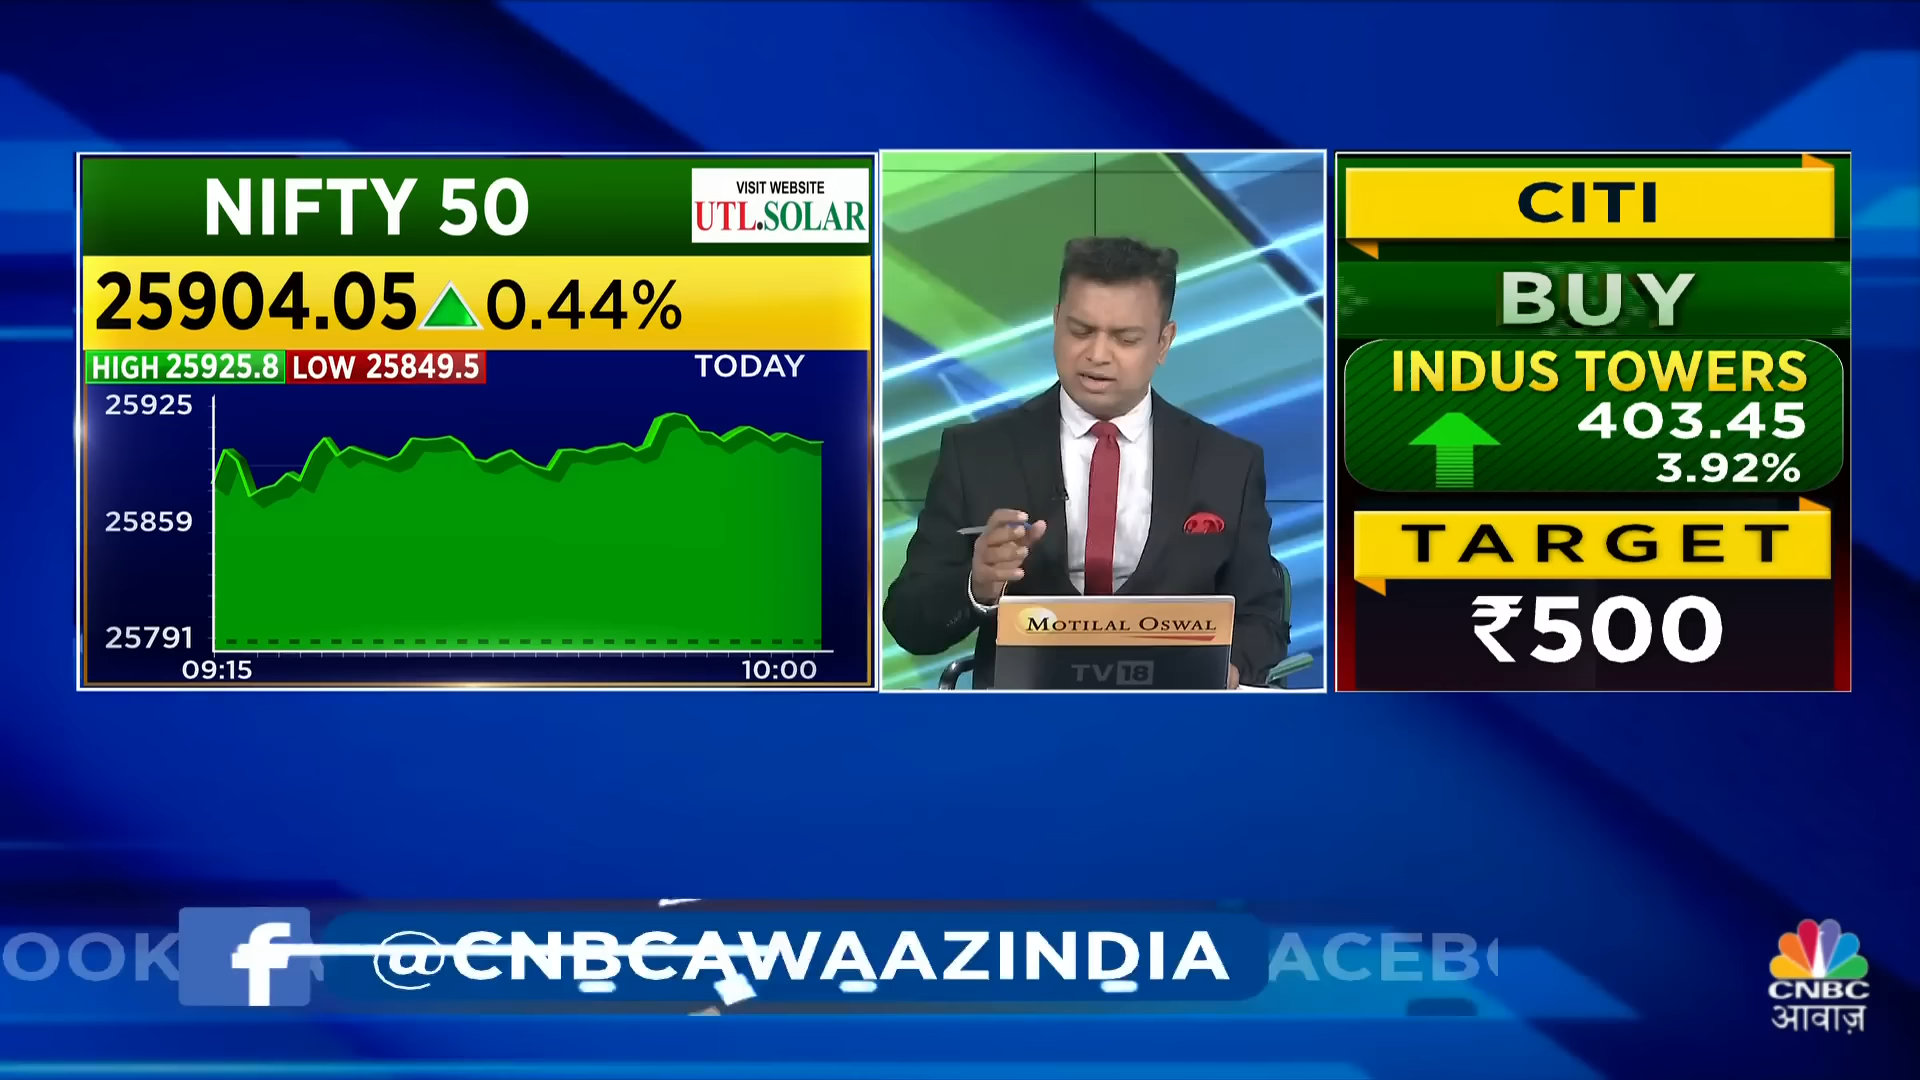 NIFTY 50
VISIT WEBSITE
UTL.SOLAR
25904.05 0.44%
HIGH 25925.8 LOW 25849.5 TODAY
25925
25859
25791
09:15 10:00
MOTILAL OSWAL
TV18
CITI
BUY
INDUS TOWERS
403.45
3.92%
TARGET
₹500
@CNBCAWAAZINDIA
CNBC
आवाज़